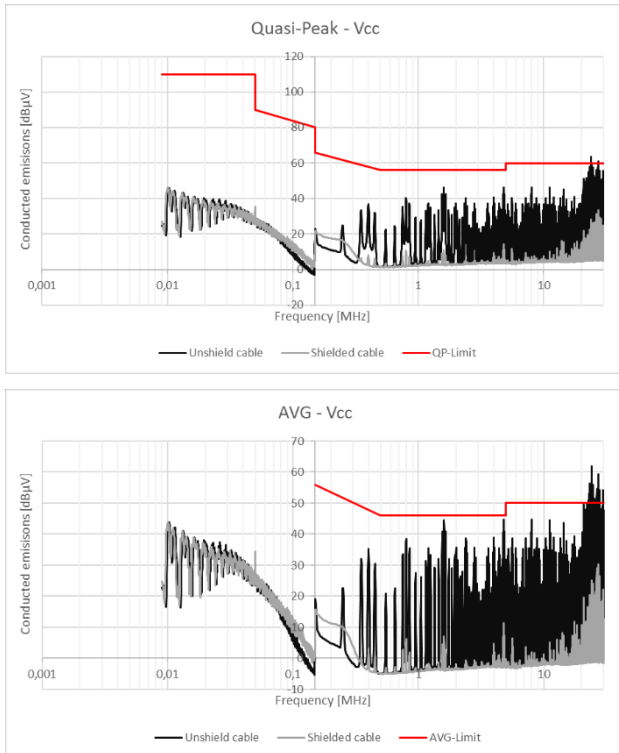 Quasi-Peak - Vcc
120
100
80
60
40
20
0
-20
0,001
0,01
0,1
1
10
Conducted emisisons [dBµV]
Frequency [MHz]
Unshield cable
Shielded cable
QP-Limit
AVG - Vcc
70
60
50
40
30
20
10
0
-10
0,001
0,01
0,1
1
10
Conducted emisisons [dBµV]
Frequency [MHz]
Unshield cable
Shielded cable
AVG-Limit